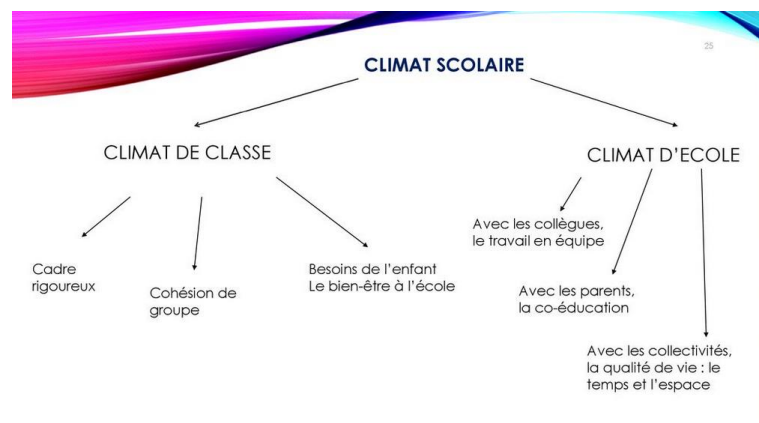 25
CLIMAT SCOLAIRE
CLIMAT DE CLASSE
CLIMAT D'ECOLE
Cadre
rigoureux
Cohésion de
groupe
Besoins de l'enfant
Le bien-être à l'école
Avec les collègues,
le travail en équipe
Avec les parents,
la co-éducation
Avec les collectivités,
la qualité de vie : le
temps et l'espace